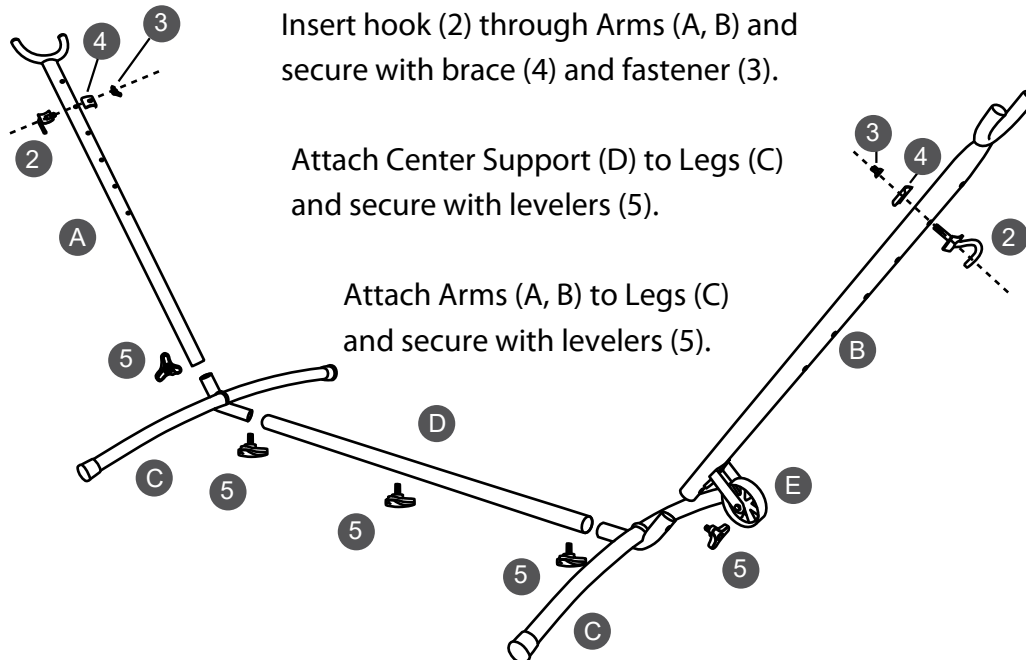 3
4
Insert hook (2) through Arms (A, B) and
secure with brace (4) and fastener (3).
2
3
4
Attach Center Support (D) to Legs (C)
and secure with levelers (5).
A
2
Attach Arms (A, B) to Legs (C)
and secure with levelers (5).
5
B
D
C
5
5
E
5
5
C